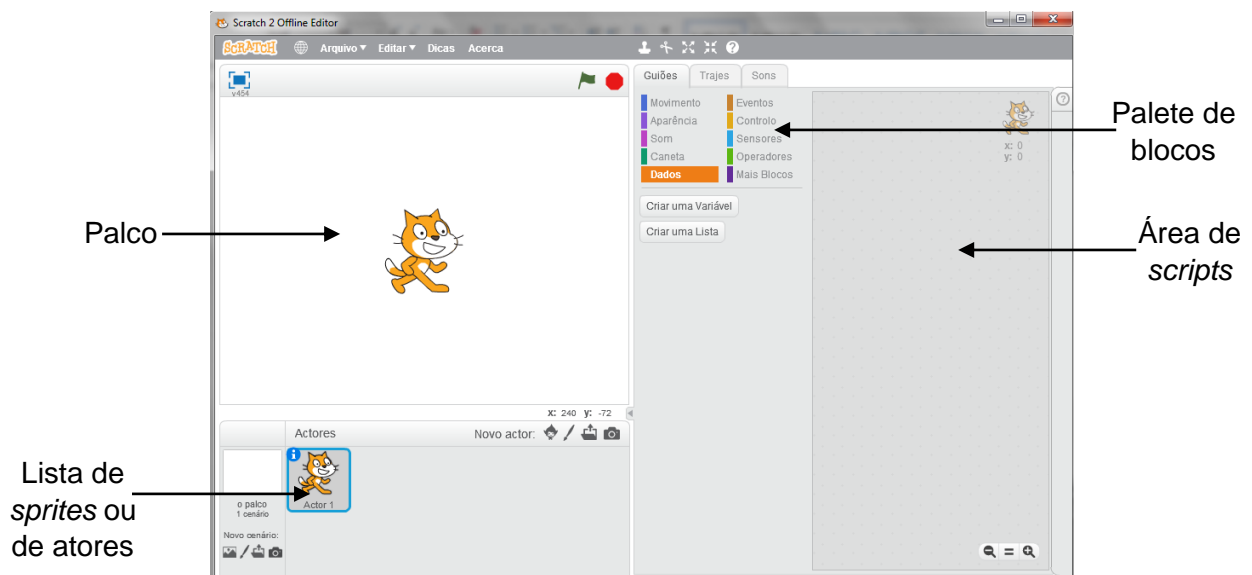 Scratch 2 Offline Editor
SCRATCH Arquivo Editar Dicas Acerca
v454
Guiões Trajes Sons
Movimento Eventos
Aparência Controlo
Som Sensores
Caneta Operadores
Dados Mais Blocos
Criar uma Variável
Criar uma Lista
x: 0
y: 0
Palete de
blocos
Palco
Área de
scripts
x: 240 y: -72
Actores Novo actor:
Actor 1
o palco
1 cenário
Novo cenário:
Lista de
sprites ou
de atores